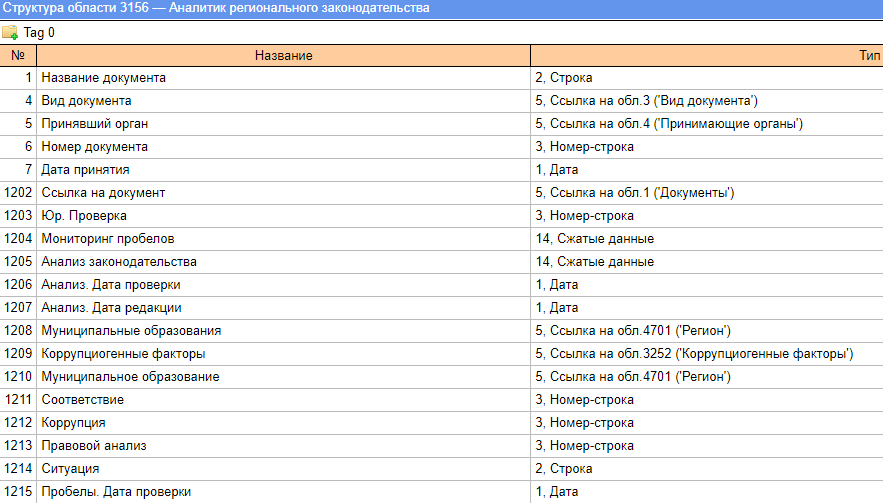 Структура области 3156 — Аналитик регионального законодательства
Tag 0
№ Название Тип
1 Название документа 2, Строка
4 Вид документа 5, Ссылка на обл.3 ('Вид документа')
5 Принявший орган 5, Ссылка на обл.4 ('Принимающие органы')
6 Номер документа 3, Номер-строка
7 Дата принятия 1, Дата
1202 Ссылка на документ 5, Ссылка на обл.1 ('Документы')
1203 Юр. Проверка 3, Номер-строка
1204 Мониторинг пробелов 14, Сжатые данные
1205 Анализ законодательства 14, Сжатые данные
1206 Анализ. Дата проверки 1, Дата
1207 Анализ. Дата редакции 1, Дата
1208 Муниципальные образования 5, Ссылка на обл.4701 ('Регион')
1209 Коррупциогенные факторы 5, Ссылка на обл.3252 ('Коррупциогенные факторы')
1210 Муниципальное образование 5, Ссылка на обл.4701 ('Регион')
1211 Соответствие 3, Номер-строка
1212 Коррупция 3, Номер-строка
1213 Правовой анализ 3, Номер-строка
1214 Ситуация 2, Строка
1215 Пробелы. Дата проверки 1, Дата